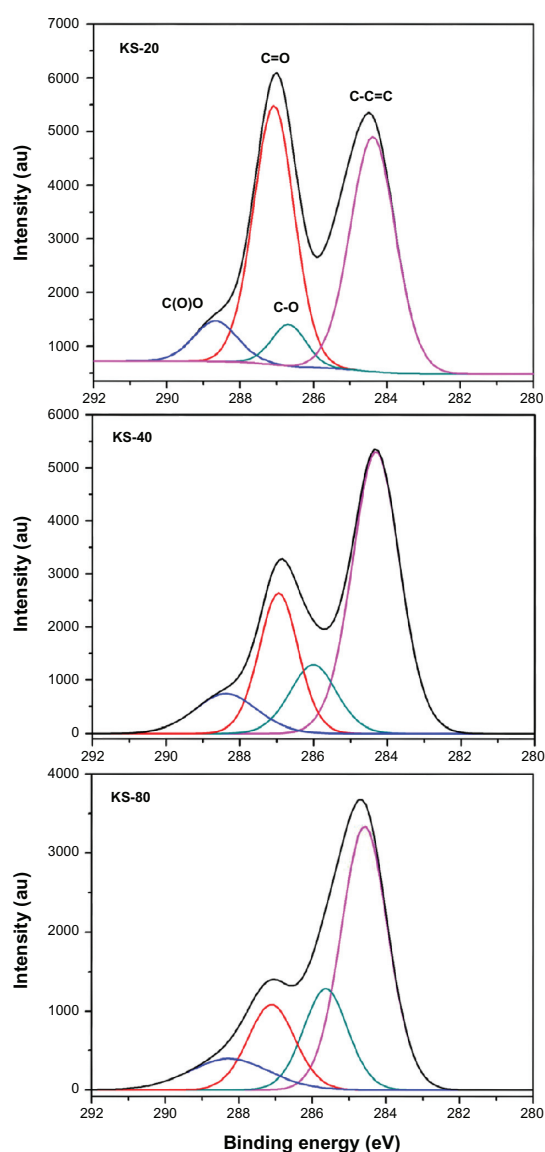 KS-20
C=O
C-C=C
C(O)O
C-O
Intensity (au)
7000
6000
5000
4000
3000
2000
1000
292 290 288 286 284 282 280
KS-40
Intensity (au)
6000
5000
4000
3000
2000
1000
0
292 290 288 286 284 282 280
KS-80
Intensity (au)
4000
3000
2000
1000
0
292 290 288 286 284 282 280
Binding energy (eV)